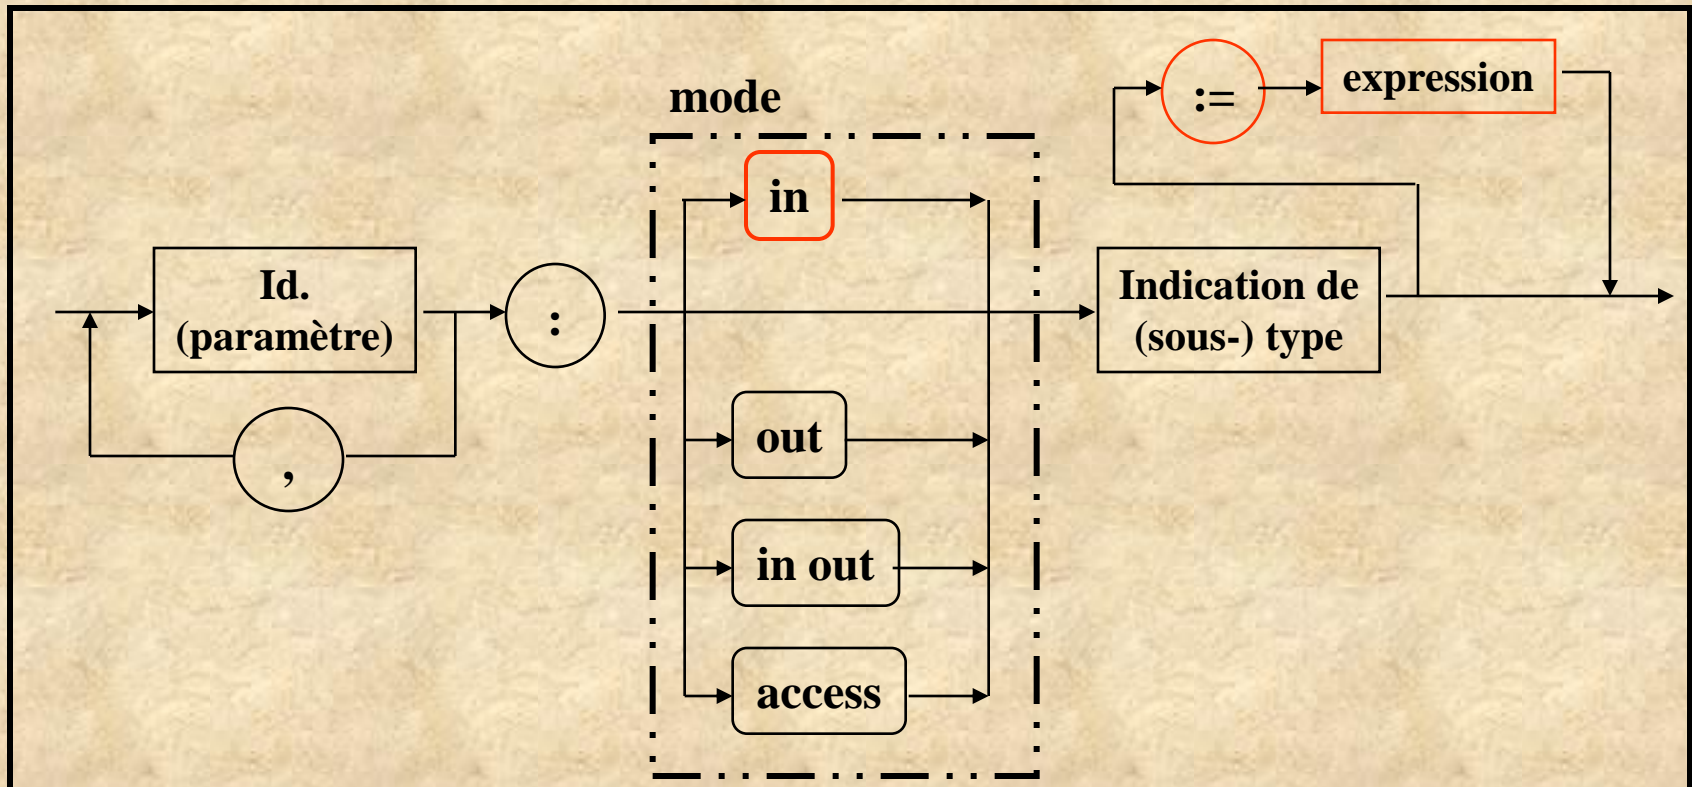 mode
:=
expression
in
Id.
(paramètre)
:
Indication de
(sous-) type
,
out
in out
access